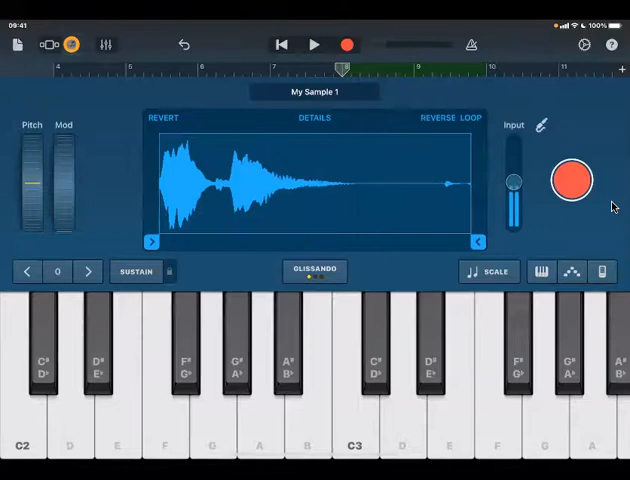 09:41
100%
4 5 6 7 8 9 10 11
My Sample 1
REVERT DETAILS REVERSE LOOP
Pitch Mod Input
0 SUSTAIN GLISSANDO SCALE
C♯ D♯ F♯ G♯ A♯ C♯ D♯ F♯ G♯ A♯
D♭ E♭ G♭ A♭ B♭ D♭ E♭ G♭ A♭ B♭
C2 D E F G A B C3 D E F G A